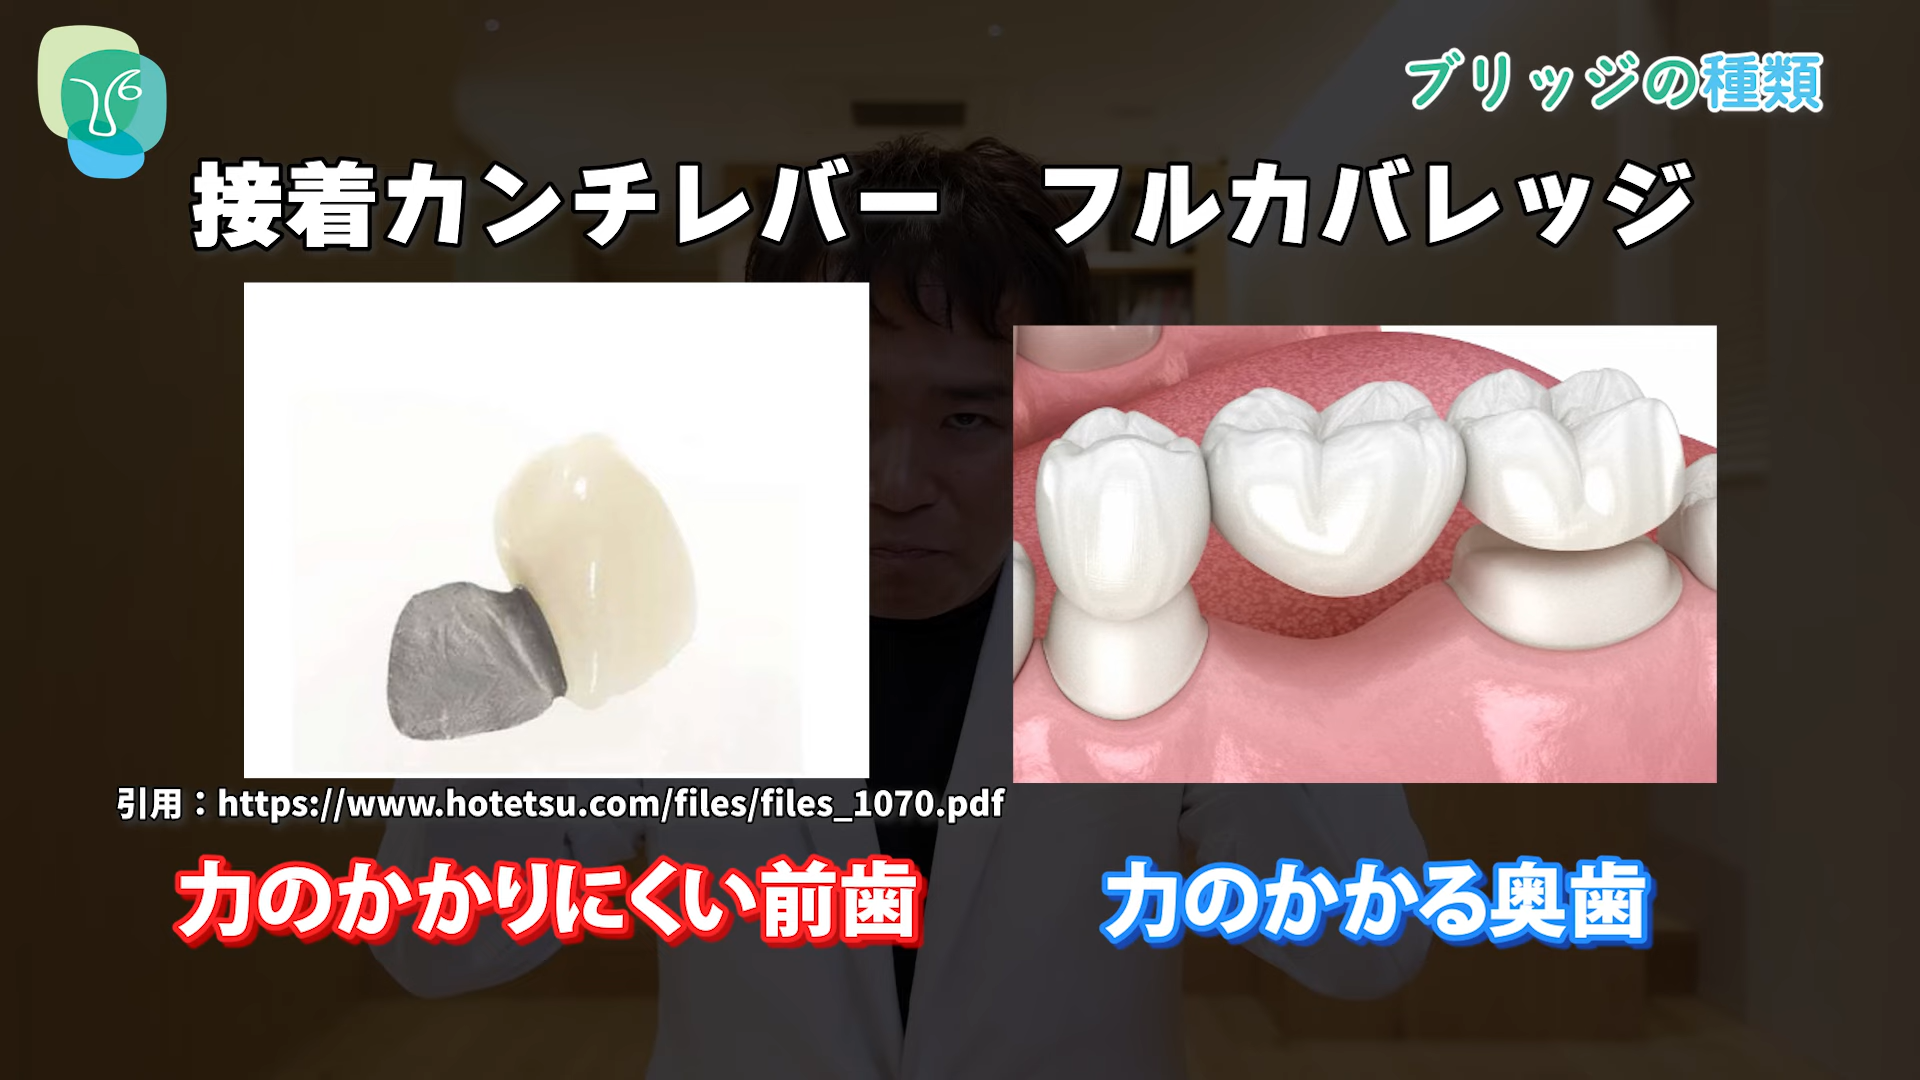 ブリッジの種類
接着カンチレバー
フルカバレッジ
引用：https://www.hotetsu.com/files/files_1070.pdf
力のかかりにくい前歯
力のかかる奥歯